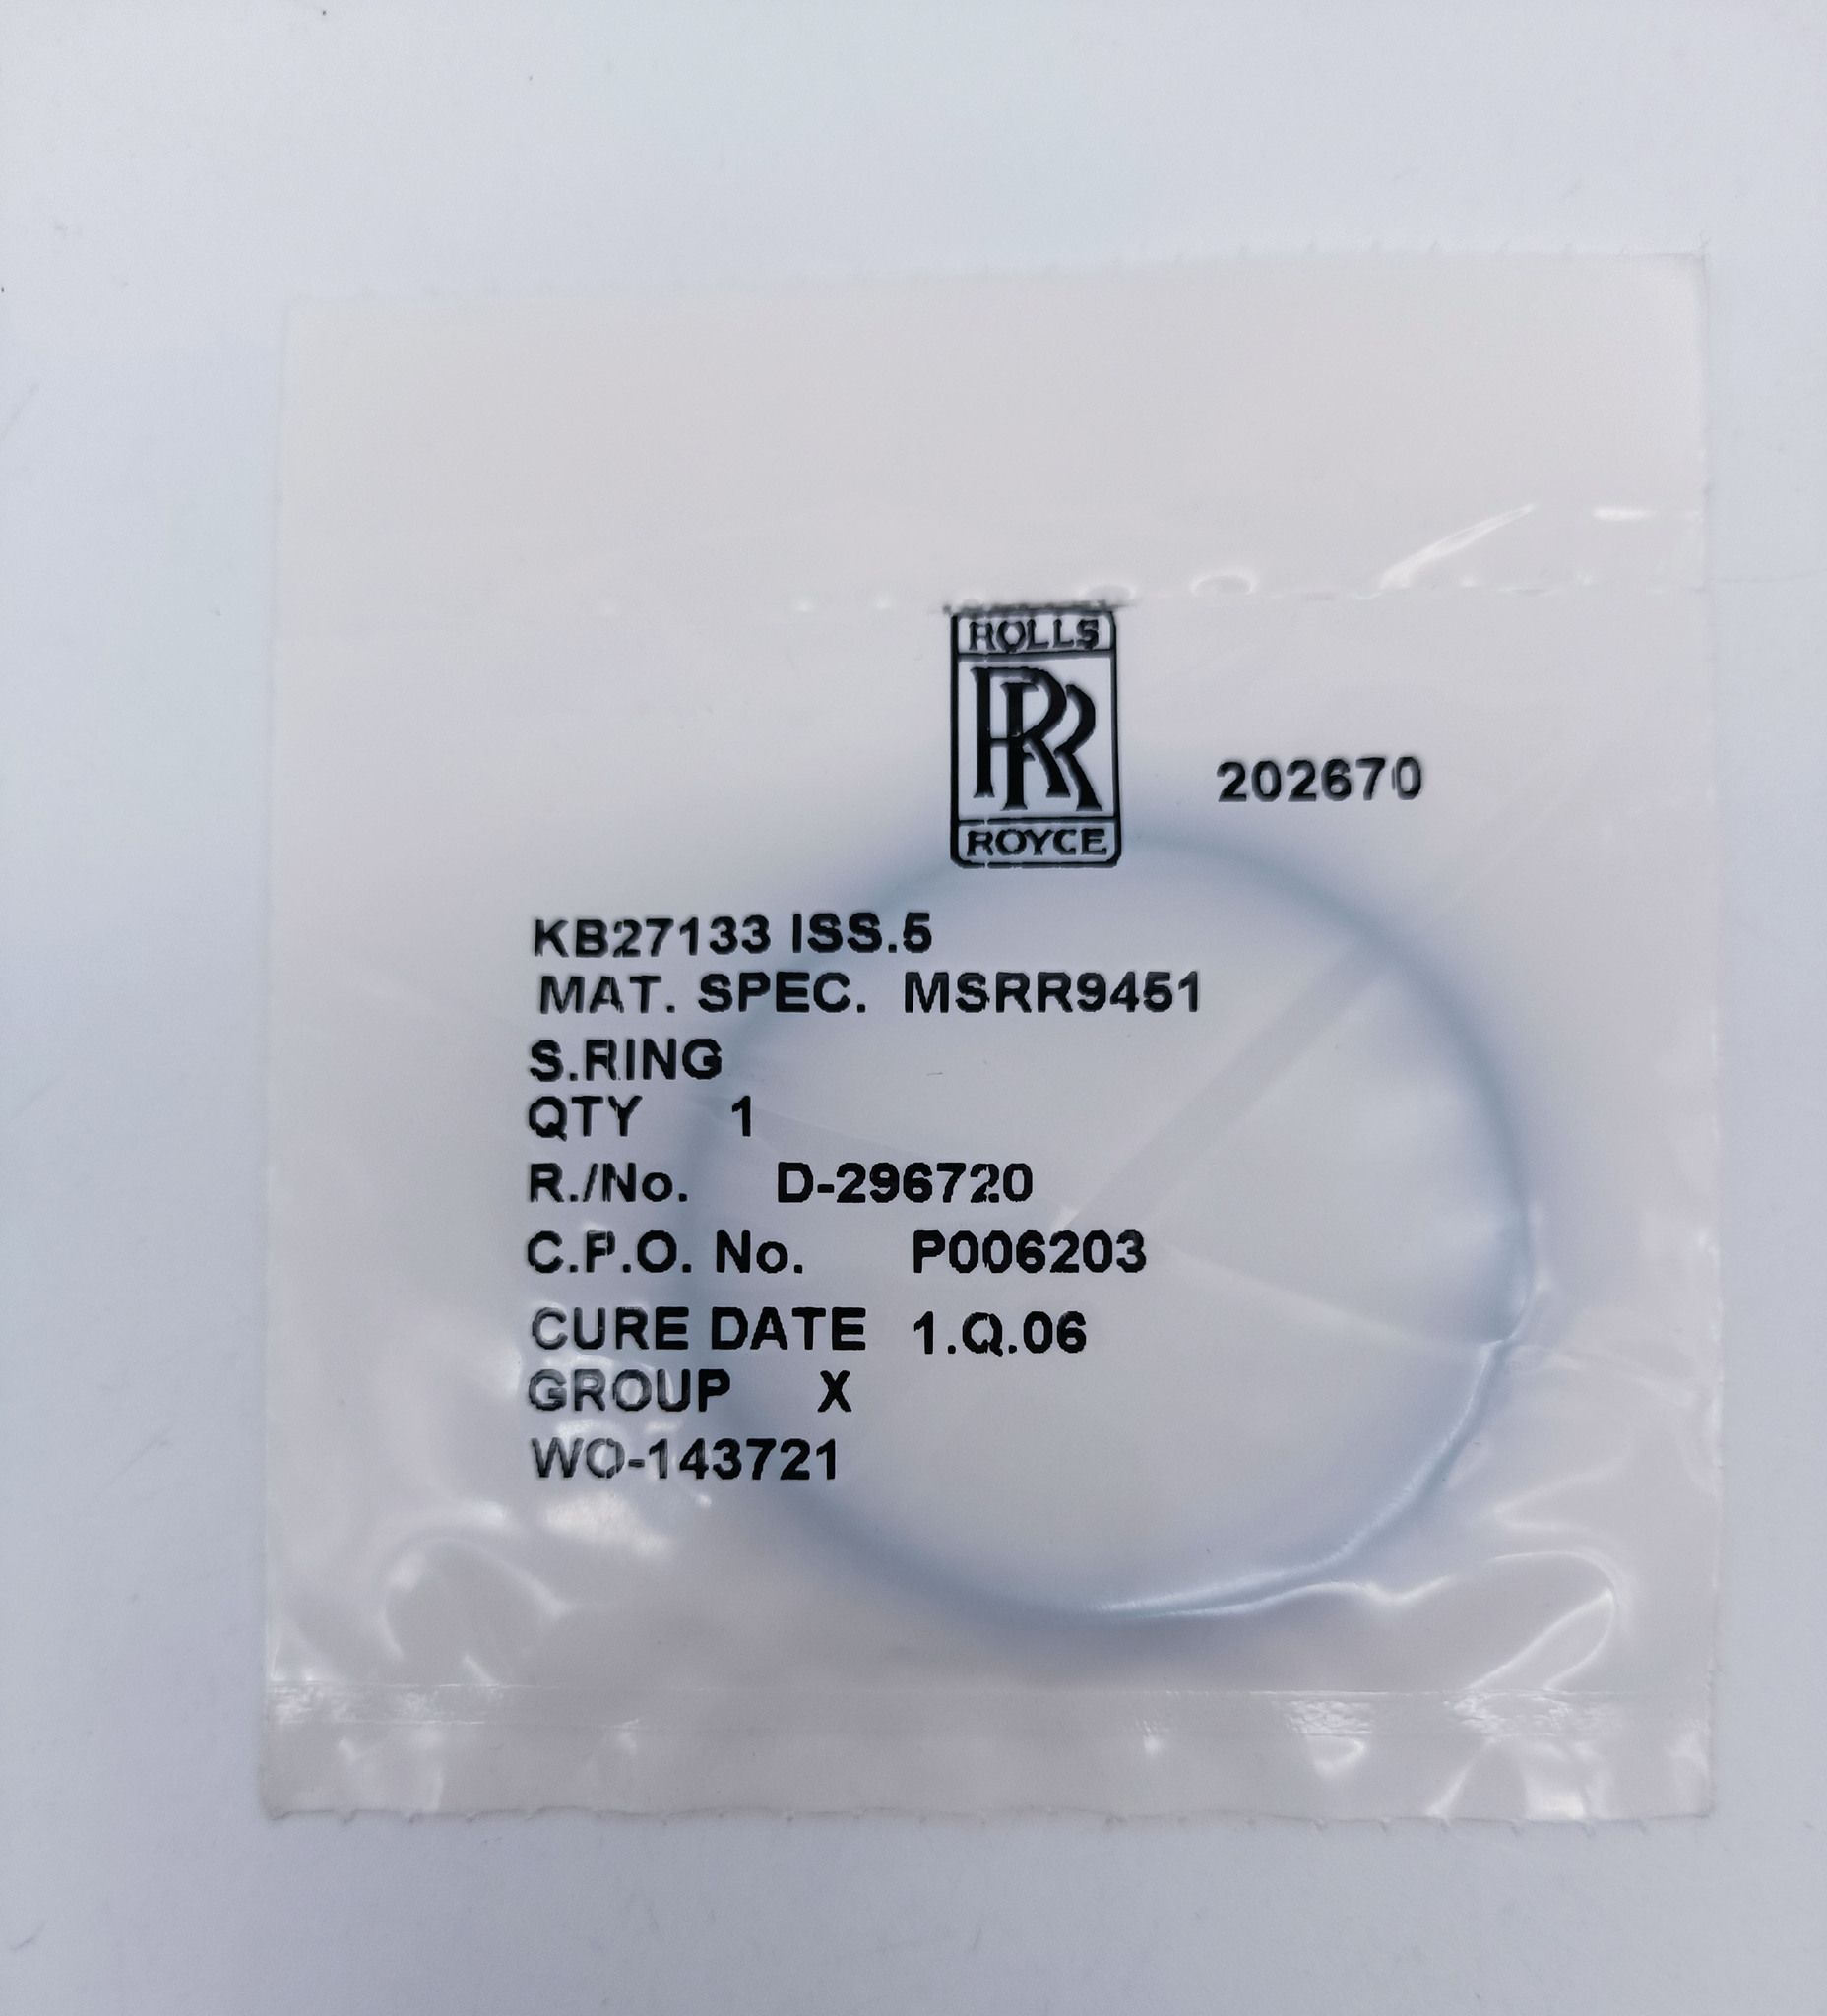 ROLLS
RR
ROYCE
202670
KB27133 ISS.5
MAT. SPEC. MSRR9451
S.RING
QTY 1
R./No. D-296720
C.P.O. No. P006203
CURE DATE 1.Q.06
GROUP X
WO-143721